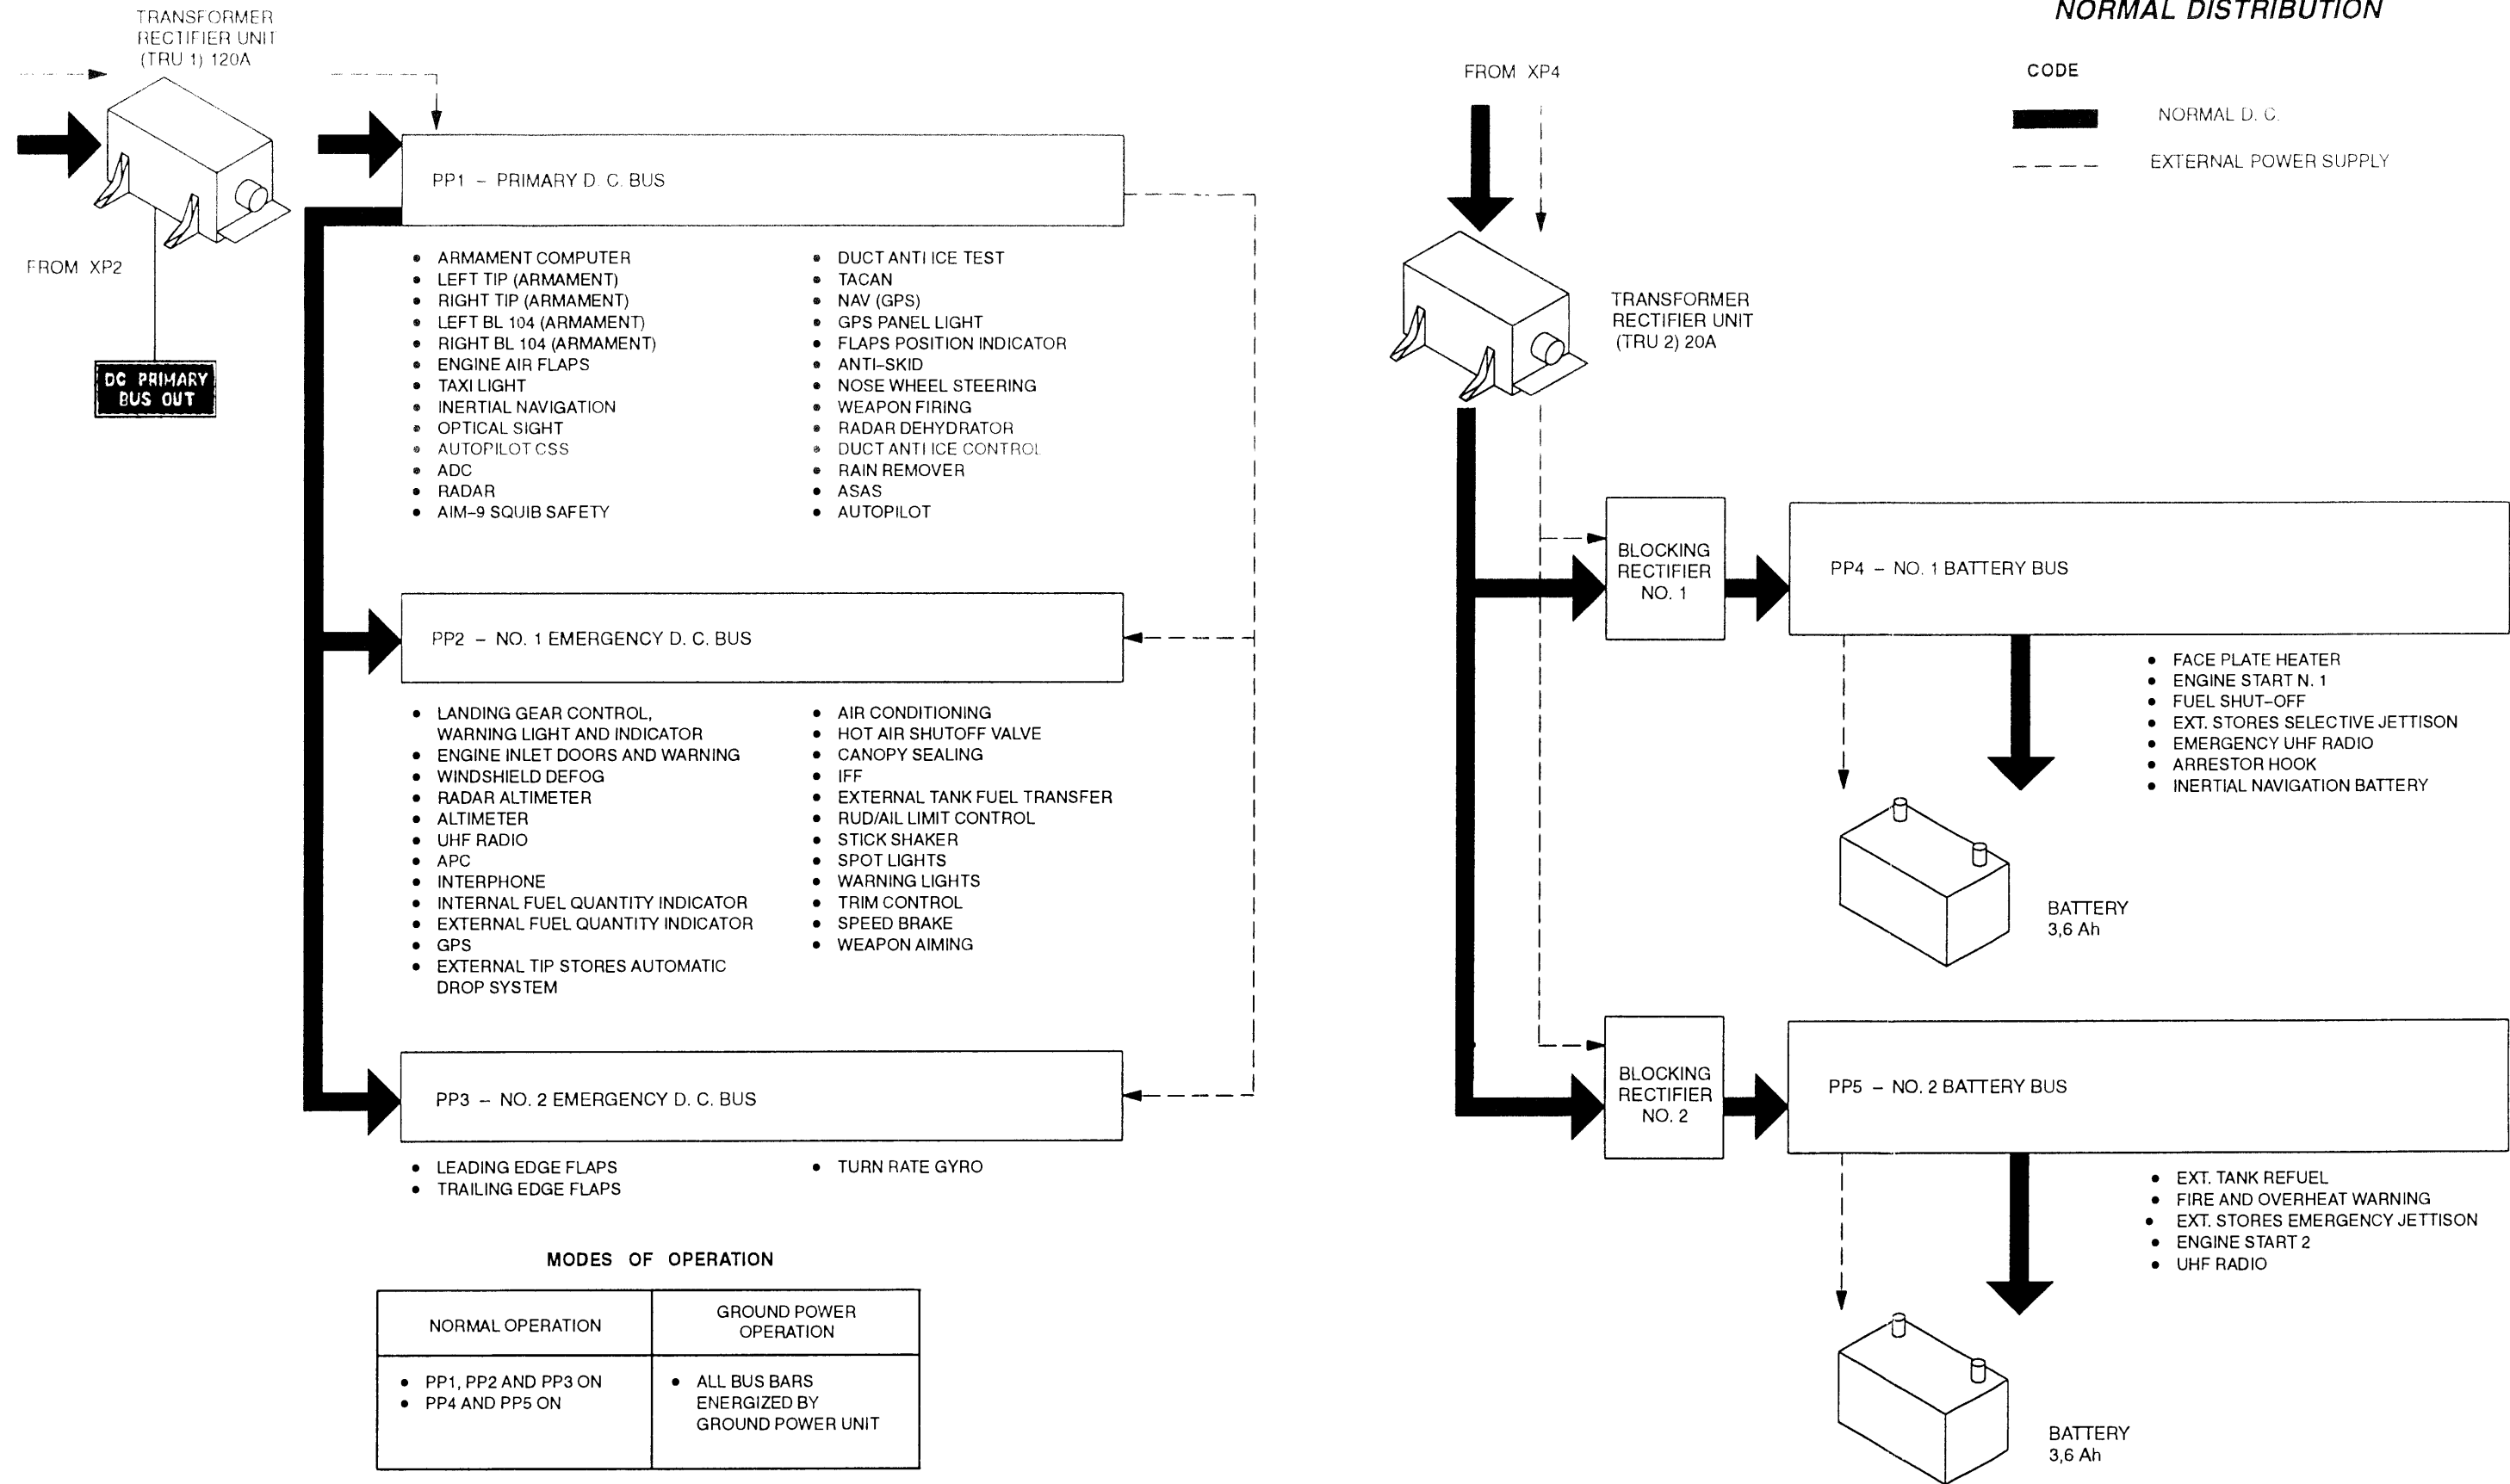 NORMAL DISTRIBUTION
TRANSFORMER
RECTIFIER UNIT
(TRU 1) 120A
FROM XP2
DC PRIMARY
BUS OUT
PP1 – PRIMARY D. C. BUS
• ARMAMENT COMPUTER
• LEFT TIP (ARMAMENT)
• RIGHT TIP (ARMAMENT)
• LEFT BL 104 (ARMAMENT)
• RIGHT BL 104 (ARMAMENT)
• ENGINE AIR FLAPS
• TAXI LIGHT
• INERTIAL NAVIGATION
• OPTICAL SIGHT
• AUTOPILOT CSS
• ADC
• RADAR
• AIM–9 SQUIB SAFETY
• DUCT ANTI ICE TEST
• TACAN
• NAV (GPS)
• GPS PANEL LIGHT
• FLAPS POSITION INDICATOR
• ANTI–SKID
• NOSE WHEEL STEERING
• WEAPON FIRING
• RADAR DEHYDRATOR
• DUCT ANTI ICE CONTROL
• RAIN REMOVER
• ASAS
• AUTOPILOT
PP2 – NO. 1 EMERGENCY D. C. BUS
• LANDING GEAR CONTROL,
WARNING LIGHT AND INDICATOR
• ENGINE INLET DOORS AND WARNING
• WINDSHIELD DEFOG
• RADAR ALTIMETER
• ALTIMETER
• UHF RADIO
• APC
• INTERPHONE
• INTERNAL FUEL QUANTITY INDICATOR
• EXTERNAL FUEL QUANTITY INDICATOR
• GPS
• EXTERNAL TIP STORES AUTOMATIC
DROP SYSTEM
• AIR CONDITIONING
• HOT AIR SHUTOFF VALVE
• CANOPY SEALING
• IFF
• EXTERNAL TANK FUEL TRANSFER
• RUD/AIL LIMIT CONTROL
• STICK SHAKER
• SPOT LIGHTS
• WARNING LIGHTS
• TRIM CONTROL
• SPEED BRAKE
• WEAPON AIMING
PP3 – NO. 2 EMERGENCY D. C. BUS
• LEADING EDGE FLAPS
• TRAILING EDGE FLAPS
• TURN RATE GYRO
MODES OF OPERATION
NORMAL OPERATION
GROUND POWER
OPERATION
• PP1, PP2 AND PP3 ON
• PP4 AND PP5 ON
• ALL BUS BARS
ENERGIZED BY
GROUND POWER UNIT
FROM XP4
CODE
NORMAL D. C.
EXTERNAL POWER SUPPLY
TRANSFORMER
RECTIFIER UNIT
(TRU 2) 20A
BLOCKING
RECTIFIER
NO. 1
PP4 – NO. 1 BATTERY BUS
• FACE PLATE HEATER
• ENGINE START N. 1
• FUEL SHUT–OFF
• EXT. STORES SELECTIVE JETTISON
• EMERGENCY UHF RADIO
• ARRESTOR HOOK
• INERTIAL NAVIGATION BATTERY
BATTERY
3,6 Ah
BLOCKING
RECTIFIER
NO. 2
PP5 – NO. 2 BATTERY BUS
• EXT. TANK REFUEL
• FIRE AND OVERHEAT WARNING
• EXT. STORES EMERGENCY JETTISON
• ENGINE START 2
• UHF RADIO
BATTERY
3,6 Ah